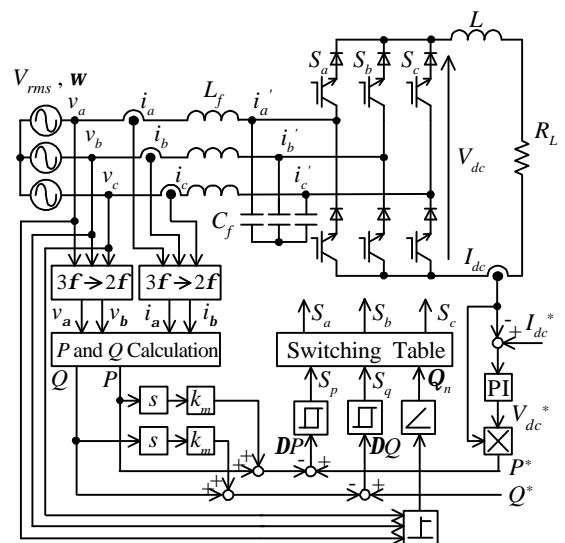 L
S_a S_b S_c
V_rms , w
v_a i_a L_f i_a'
v_b i_b i_b'
v_c i_c i_c'
V_dc
R_L
C_f
I_dc
3f→2f 3f→2f
v_a v_b i_a i_b
S_a S_b S_c
I_dc*
- +
P and Q Calculation
Switching Table
Q P
S_p S_q Q_n
PI
V_dc*
s k_m
s k_m
DP DQ
+ + - + - + P*
+ + Q*